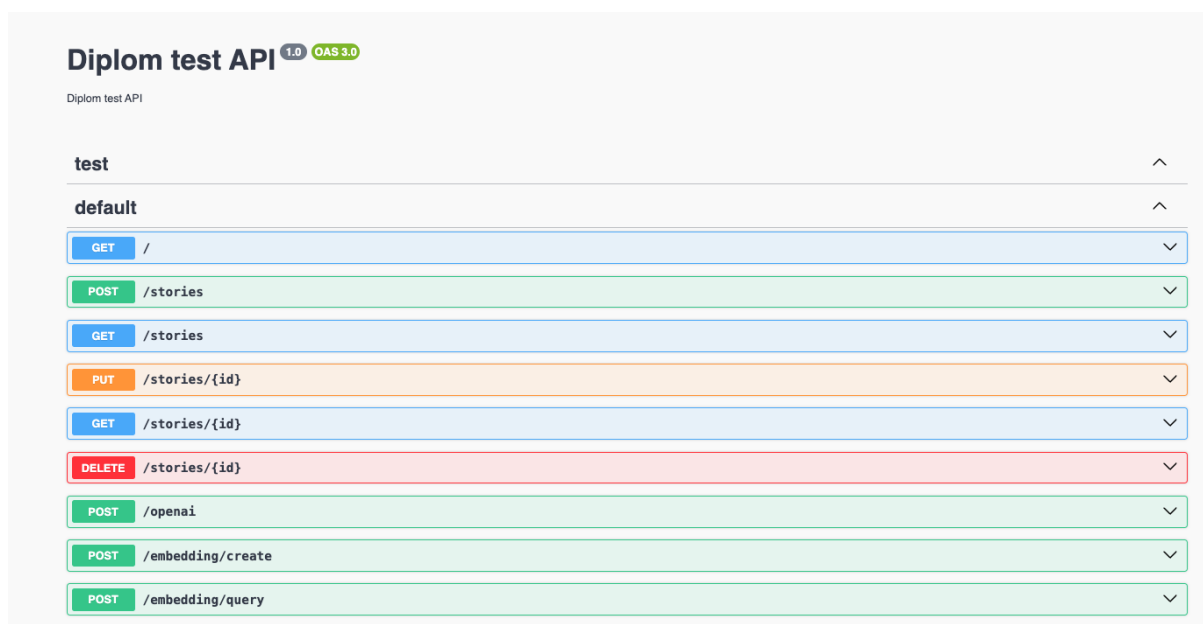 Diplom test API 1.0 OAS 3.0
Diplom test API
test
default
GET /
POST /stories
GET /stories
PUT /stories/{id}
GET /stories/{id}
DELETE /stories/{id}
POST /openai
POST /embedding/create
POST /embedding/query